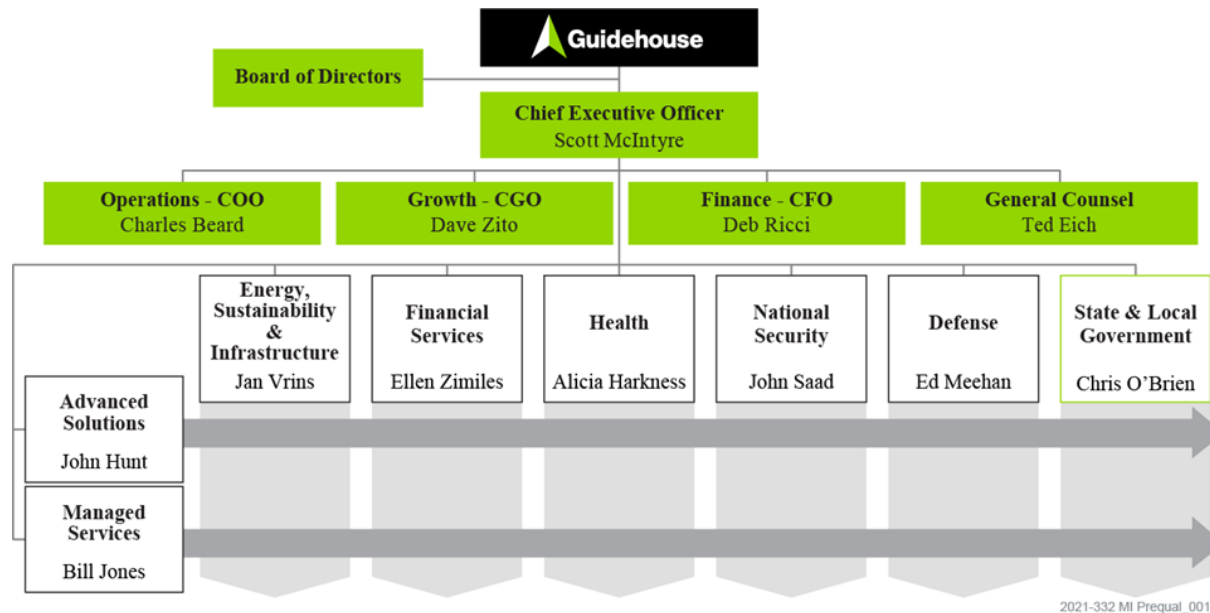 Guidehouse
Board of Directors
Chief Executive Officer
Scott McIntyre
Operations - COO
Charles Beard
Growth - CGO
Dave Zito
Finance - CFO
Deb Ricci
General Counsel
Ted Eich
Energy,
Sustainability
&
Infrastructure
Jan Vrins
Financial
Services
Ellen Zimiles
Health
Alicia Harkness
National
Security
John Saad
Defense
Ed Meehan
State & Local
Government
Chris O’Brien
Advanced
Solutions
John Hunt
Managed
Services
Bill Jones
2021-332 MI Prequal_001